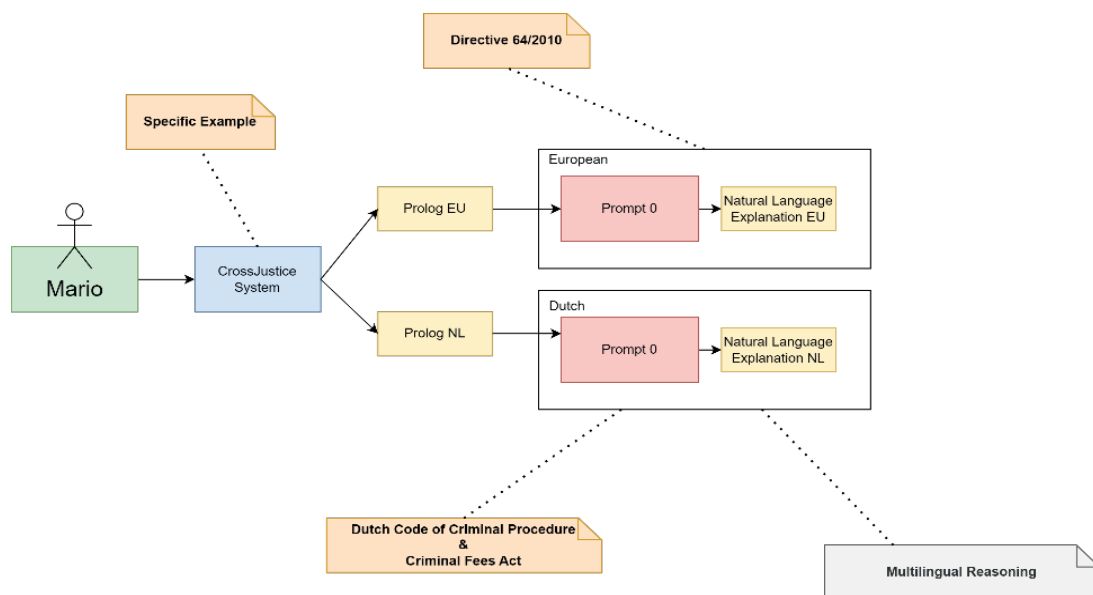 Directive 64/2010
Specific Example
European
Prolog EU
Prompt 0
Natural Language
Explanation EU
Mario
CrossJustice
System
Dutch
Prolog NL
Prompt 0
Natural Language
Explanation NL
Dutch Code of Criminal Procedure
&
Criminal Fees Act
Multilingual Reasoning